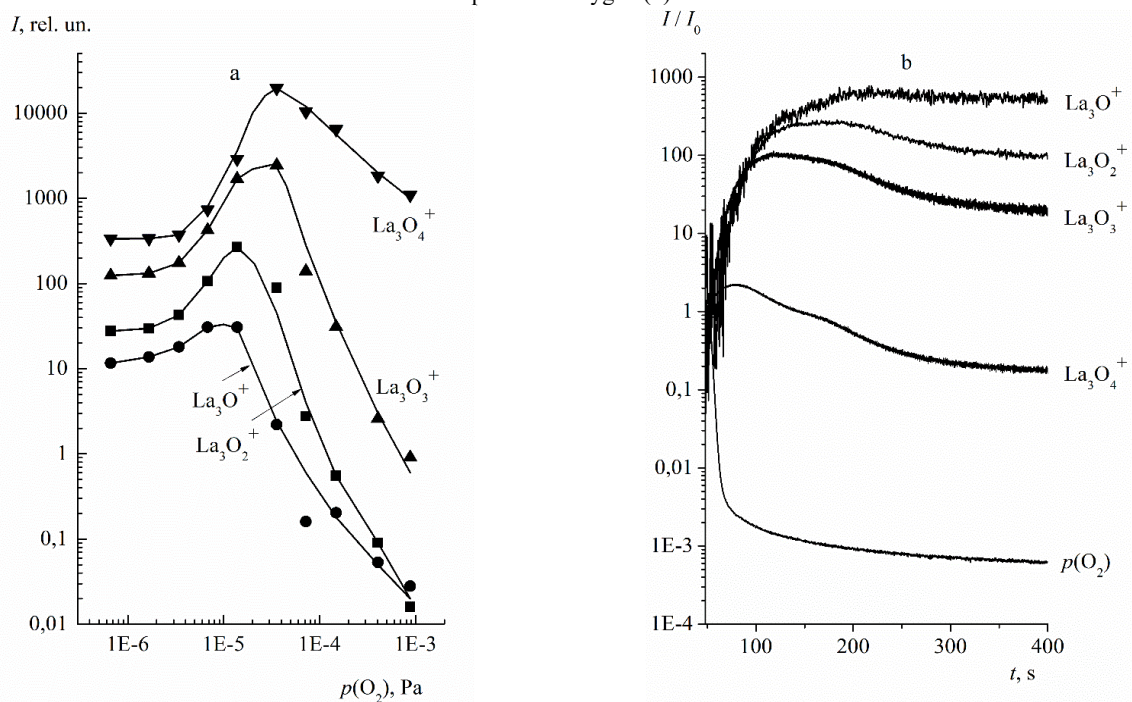 I, rel. un.
a
10000
1000
100
10
1
0,1
0,01
La₃O₄⁺
La₃O₃⁺
La₃O⁺
La₃O₂⁺
1E-6 1E-5 1E-4 1E-3
p(O₂), Pa
I / I₀
b
1000
100
10
1
0,1
0,01
1E-3
1E-4
La₃O⁺
La₃O₂⁺
La₃O₃⁺
La₃O₄⁺
p(O₂)
100 200 300 400
t, s